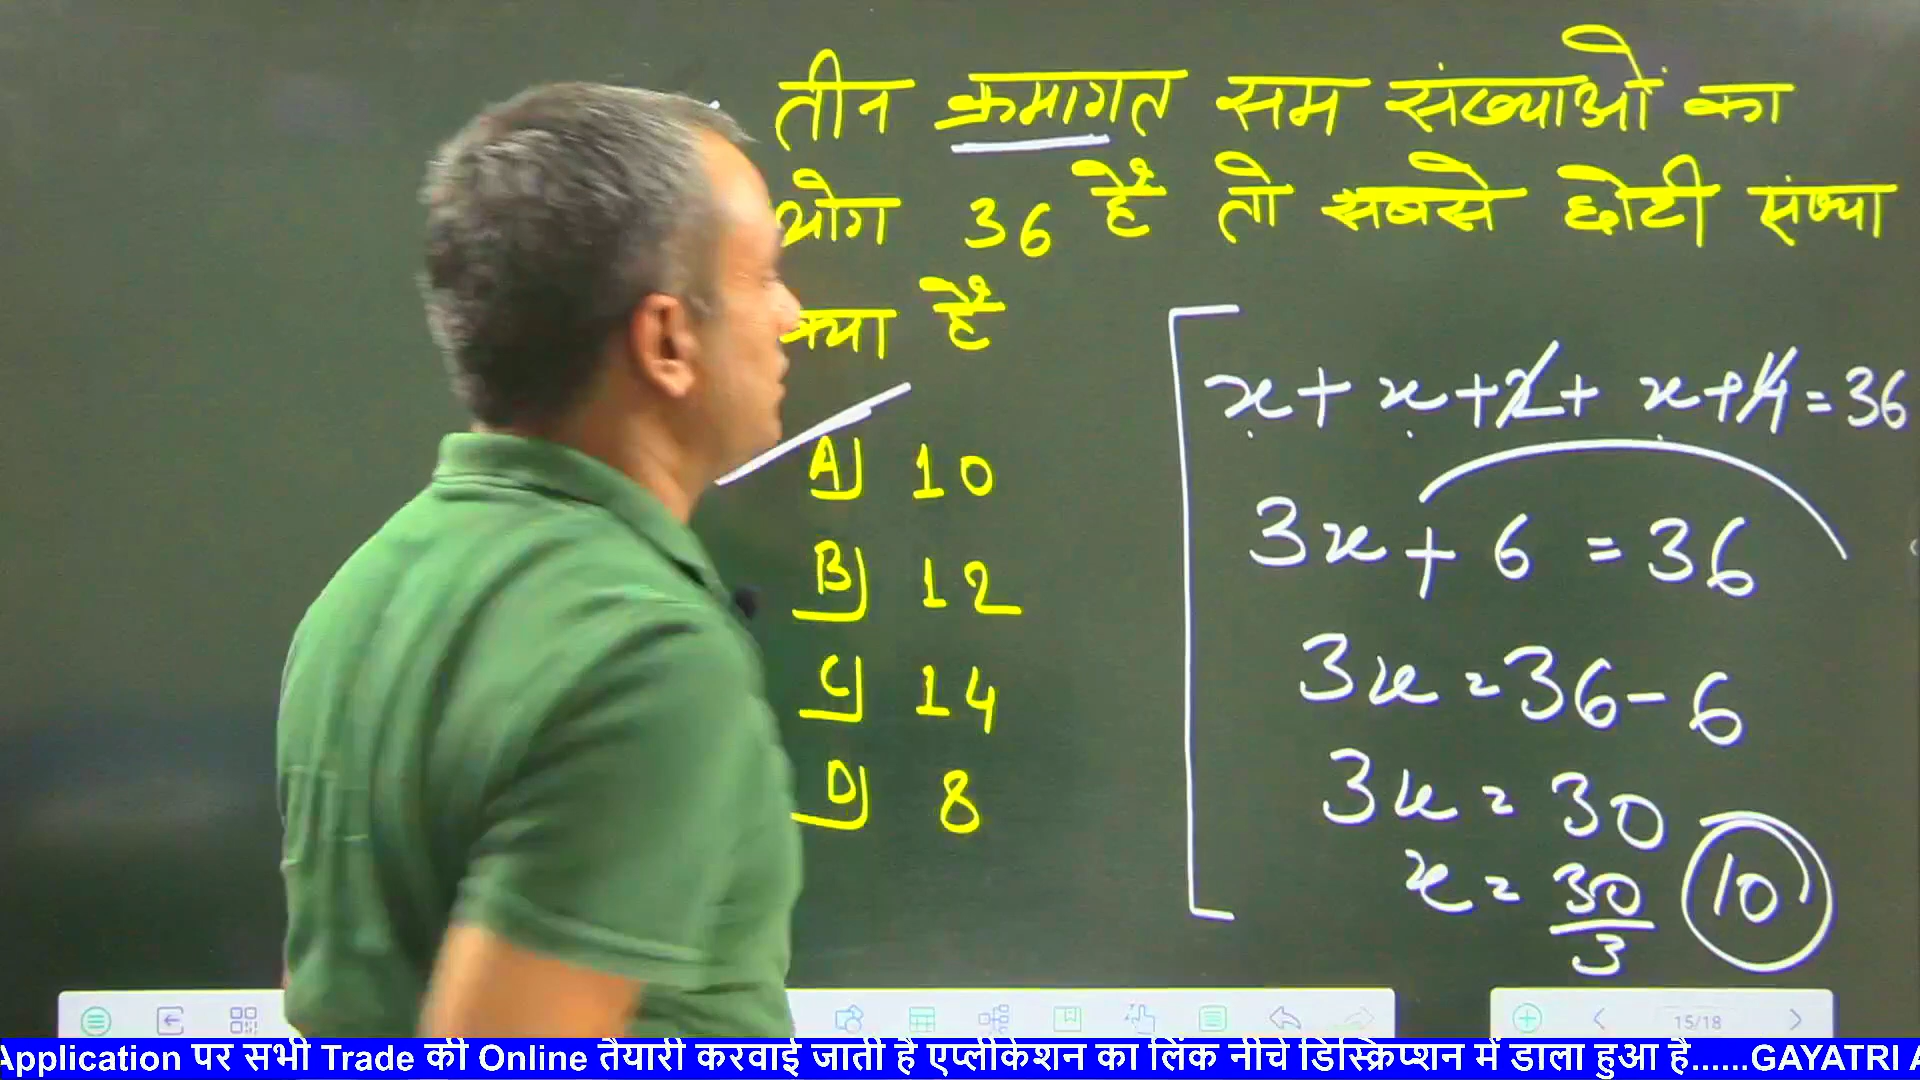 तीन क्रमागत सम संख्याओं का
योग 36 हैं तो सबसे छोटी संख्या
क्या हैं
A) 10
B) 12
C) 14
D) 8
x + x + 2 + x + 4 = 36
3x + 6 = 36
3x = 36 - 6
3x = 30
x = 30/3 10
15/18
Application पर सभी Trade की Online तैयारी करवाई जाती है एप्लीकेशन का लिंक नीचे डिस्क्रिप्शन में डाला हुआ है......GAYATRI A